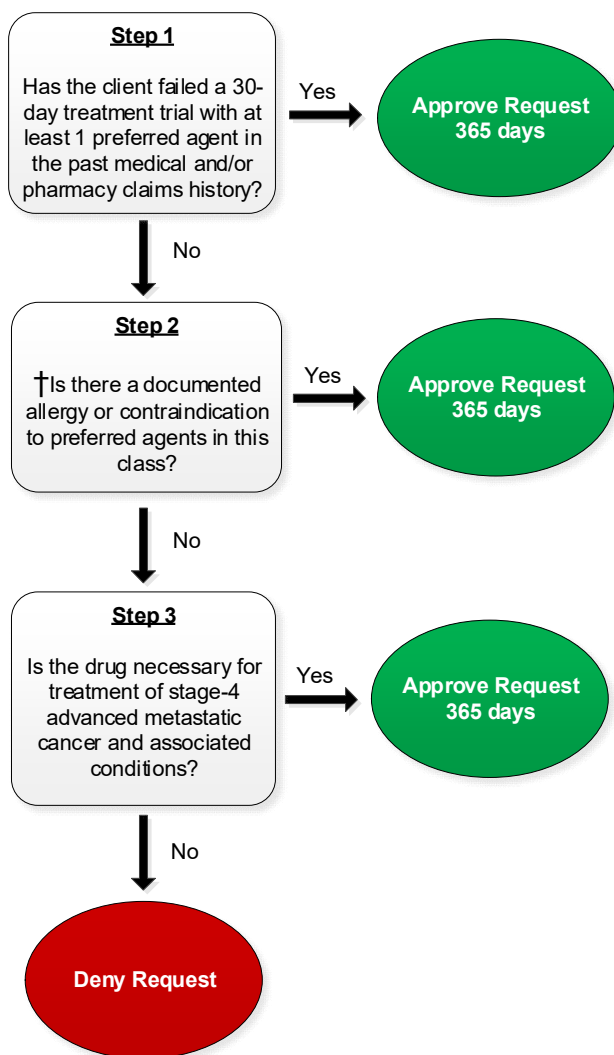 Step 1
Has the client failed a 30-
day treatment trial with at
least 1 preferred agent in
the past medical and/or
pharmacy claims history?
Yes
Approve Request
365 days
No
Step 2
†Is there a documented
allergy or contraindication
to preferred agents in this
class?
Yes
Approve Request
365 days
No
Step 3
Is the drug necessary for
treatment of stage-4
advanced metastatic
cancer and associated
conditions?
Yes
Approve Request
365 days
No
Deny Request